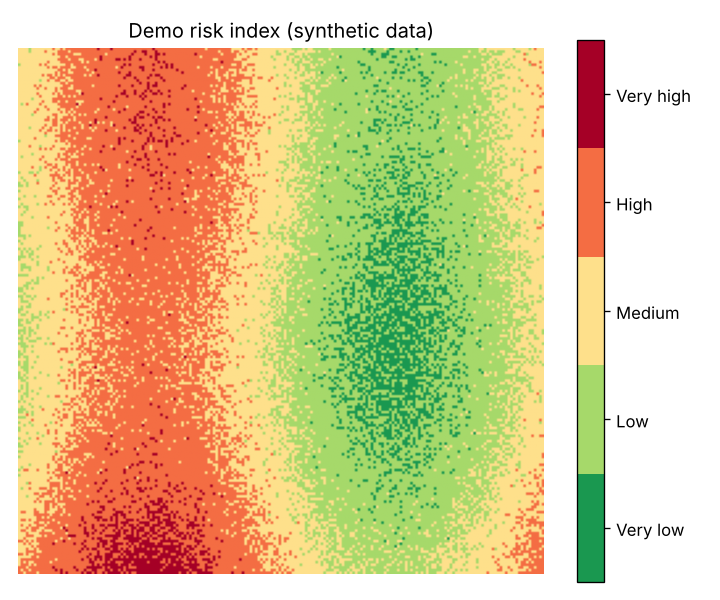 Demo risk index (synthetic data)
Very high
High
Medium
Low
Very low